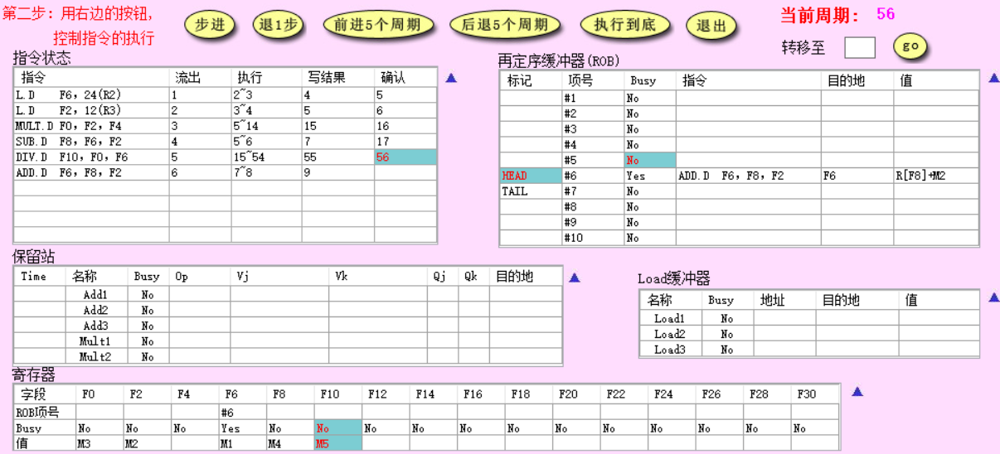 第二步：用右边的按钮，
控制指令的执行
步进 退1步 前进5个周期 后退5个周期 执行到底 退出
当前周期： 56
转移至 go
指令状态
指令 流出 执行 写结果 确认
L.D F6，24(R2) 1 2~3 4 5
L.D F2，12(R3) 2 3~4 5 6
MULT.D F0，F2，F4 3 5~14 15 16
SUB.D F8，F6，F2 4 5~6 7 17
DIV.D F10，F0，F6 5 15~54 55 56
ADD.D F6，F8，F2 6 7~8 9
再定序缓冲器(ROB)
标记 项号 Busy 指令 目的地 值
#1 No
#2 No
#3 No
#4 No
#5 No
HEAD #6 Yes ADD.D F6，F8，F2 F6 R[F8]+M2
TAIL #7 No
#8 No
#9 No
#10 No
保留站
Time 名称 Busy Op Vj Vk Qj Qk 目的地
Add1 No
Add2 No
Add3 No
Mult1 No
Mult2 No
Load缓冲器
名称 Busy 地址 目的地 值
Load1 No
Load2 No
Load3 No
寄存器
字段 F0 F2 F4 F6 F8 F10 F12 F14 F16 F18 F20 F22 F24 F26 F28 F30
ROB项号 #6
Busy No No No Yes No No No No No No No No No No No No
值 M3 M2 M1 M4 M5